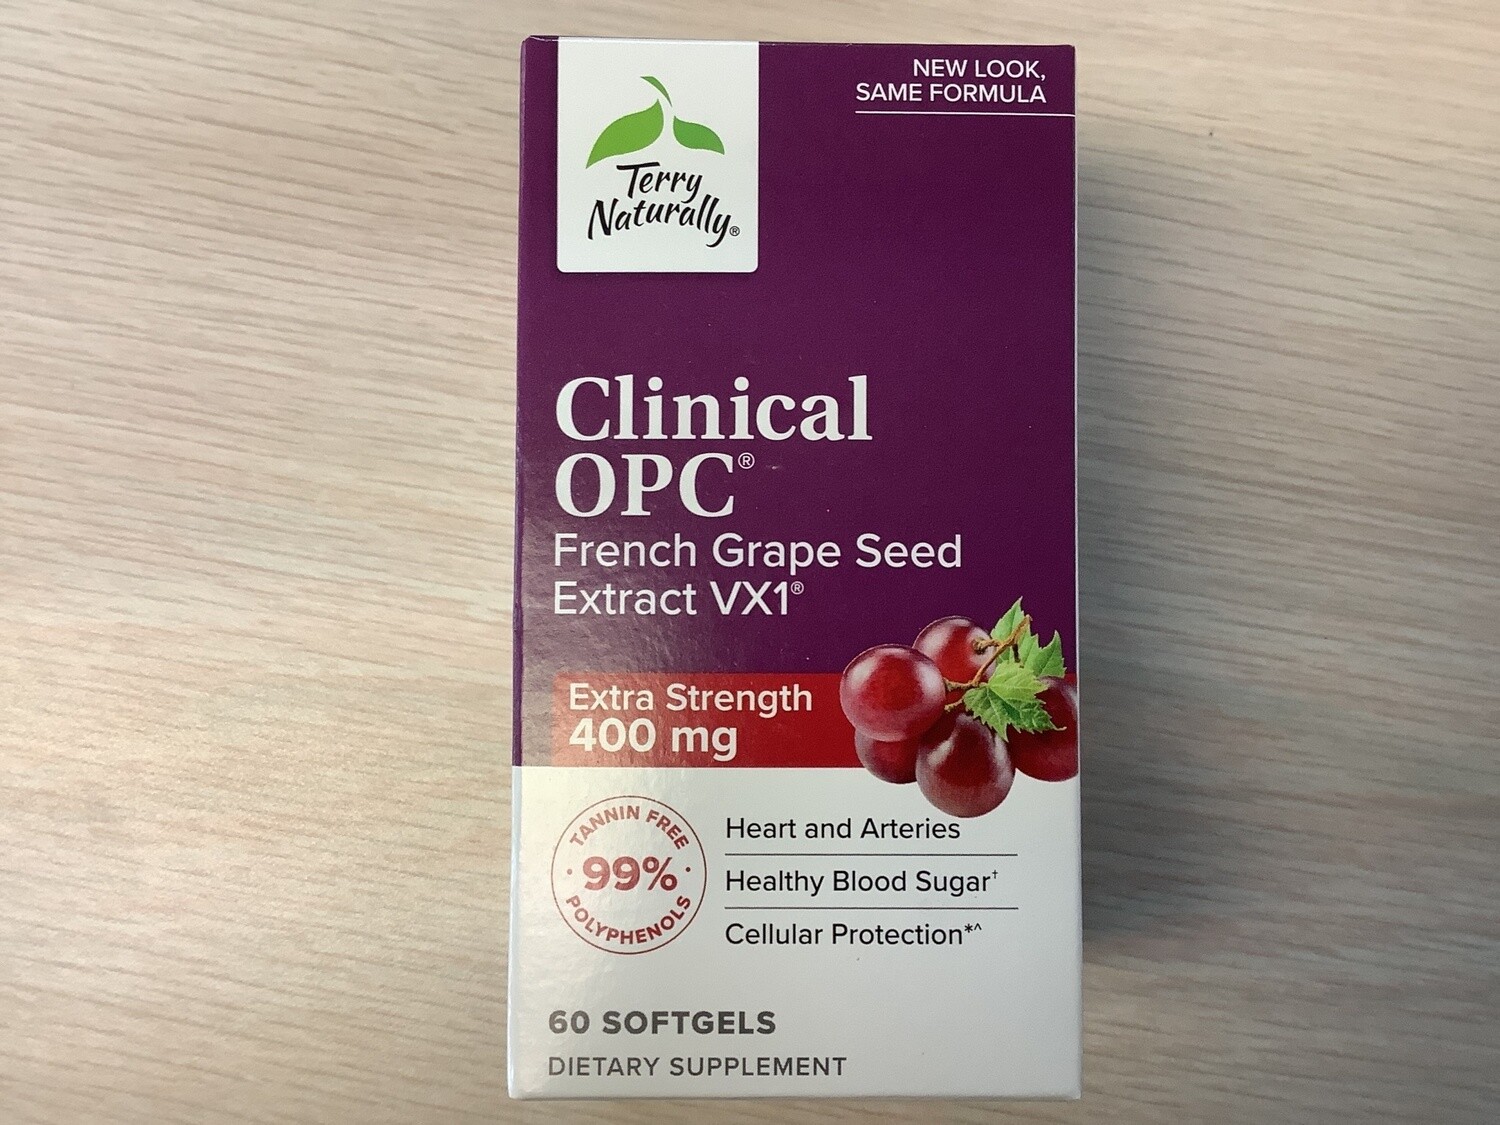 Terry
Naturally®
NEW LOOK,
SAME FORMULA
Clinical
OPC®
French Grape Seed
Extract VX1®
Extra Strength
400 mg
TANNIN FREE
99%
POLYPHENOLS
Heart and Arteries
Healthy Blood Sugar†
Cellular Protection*^
60 SOFTGELS
DIETARY SUPPLEMENT